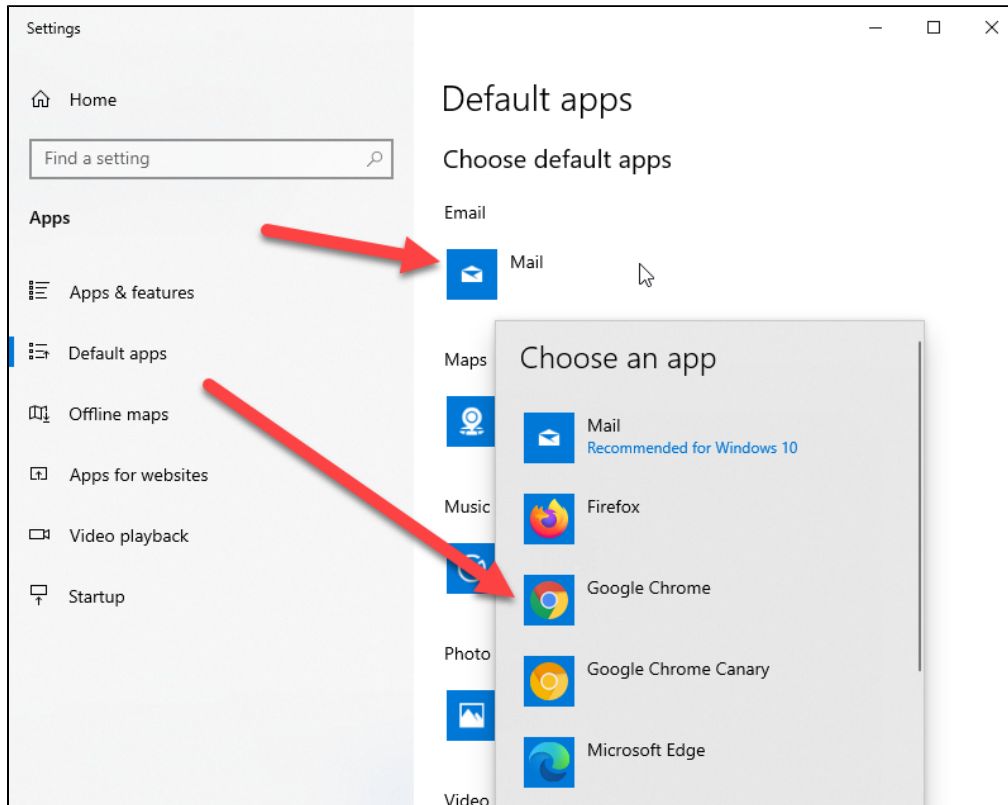 Settings
Home
Find a setting
Apps
Apps & features
Default apps
Offline maps
Apps for websites
Video playback
Startup
Default apps
Choose default apps
Email
Mail
Maps
Music
Photo
Video
Choose an app
Mail
Recommended for Windows 10
Firefox
Google Chrome
Google Chrome Canary
Microsoft Edge